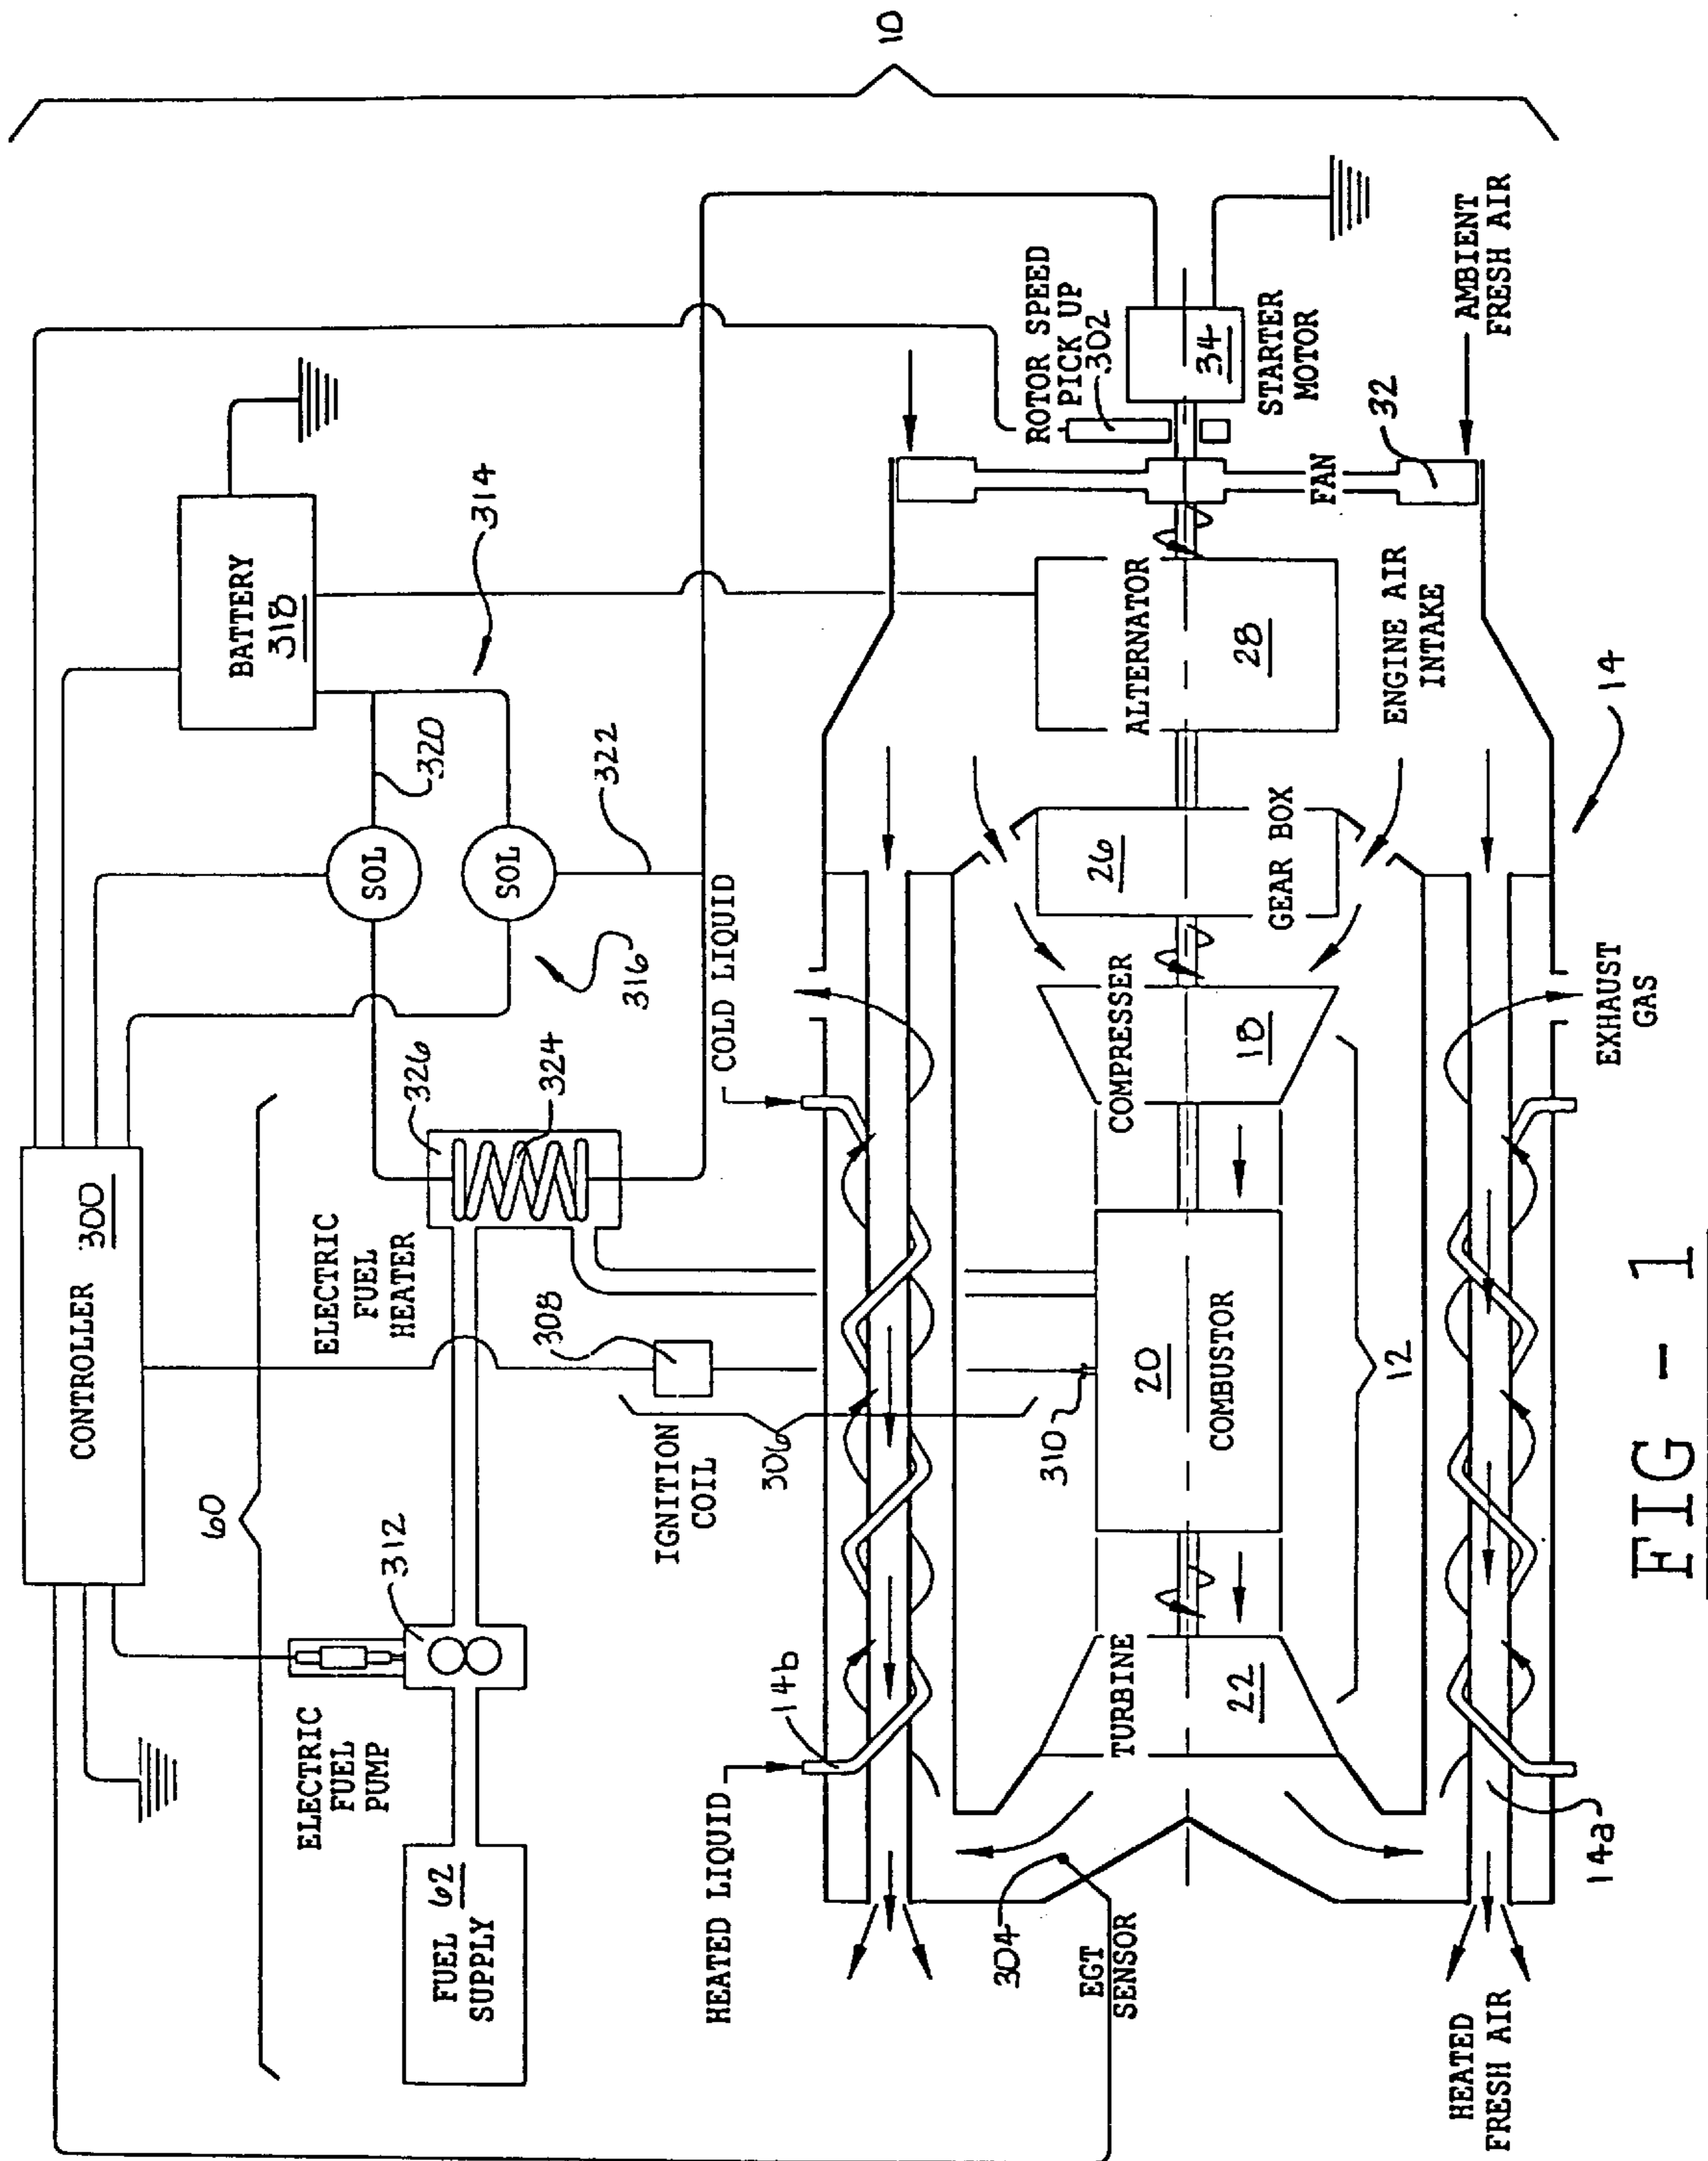 10
CONTROLLER
300
BATTERY
318
314
320
SOL
SOL
322
316
326
324
ELECTRIC
FUEL
HEATER
60
312
ELECTRIC
FUEL
PUMP
FUEL
SUPPLY
62
IGNITION
COIL
308
306
310
COLD LIQUID
HEATED LIQUID
14b
ROTOR SPEED
PICK UP
302
34
STARTER
MOTOR
AMBIENT
FRESH AIR
FAN
32
ALTERNATOR
28
ENGINE AIR
INTAKE
14
26
GEAR BOX
COMPRESSER
18
EXHAUST
GAS
20
COMBUSTOR
12
TURBINE
22
304
EGT
SENSOR
14a
HEATED
FRESH AIR
FIG - 1